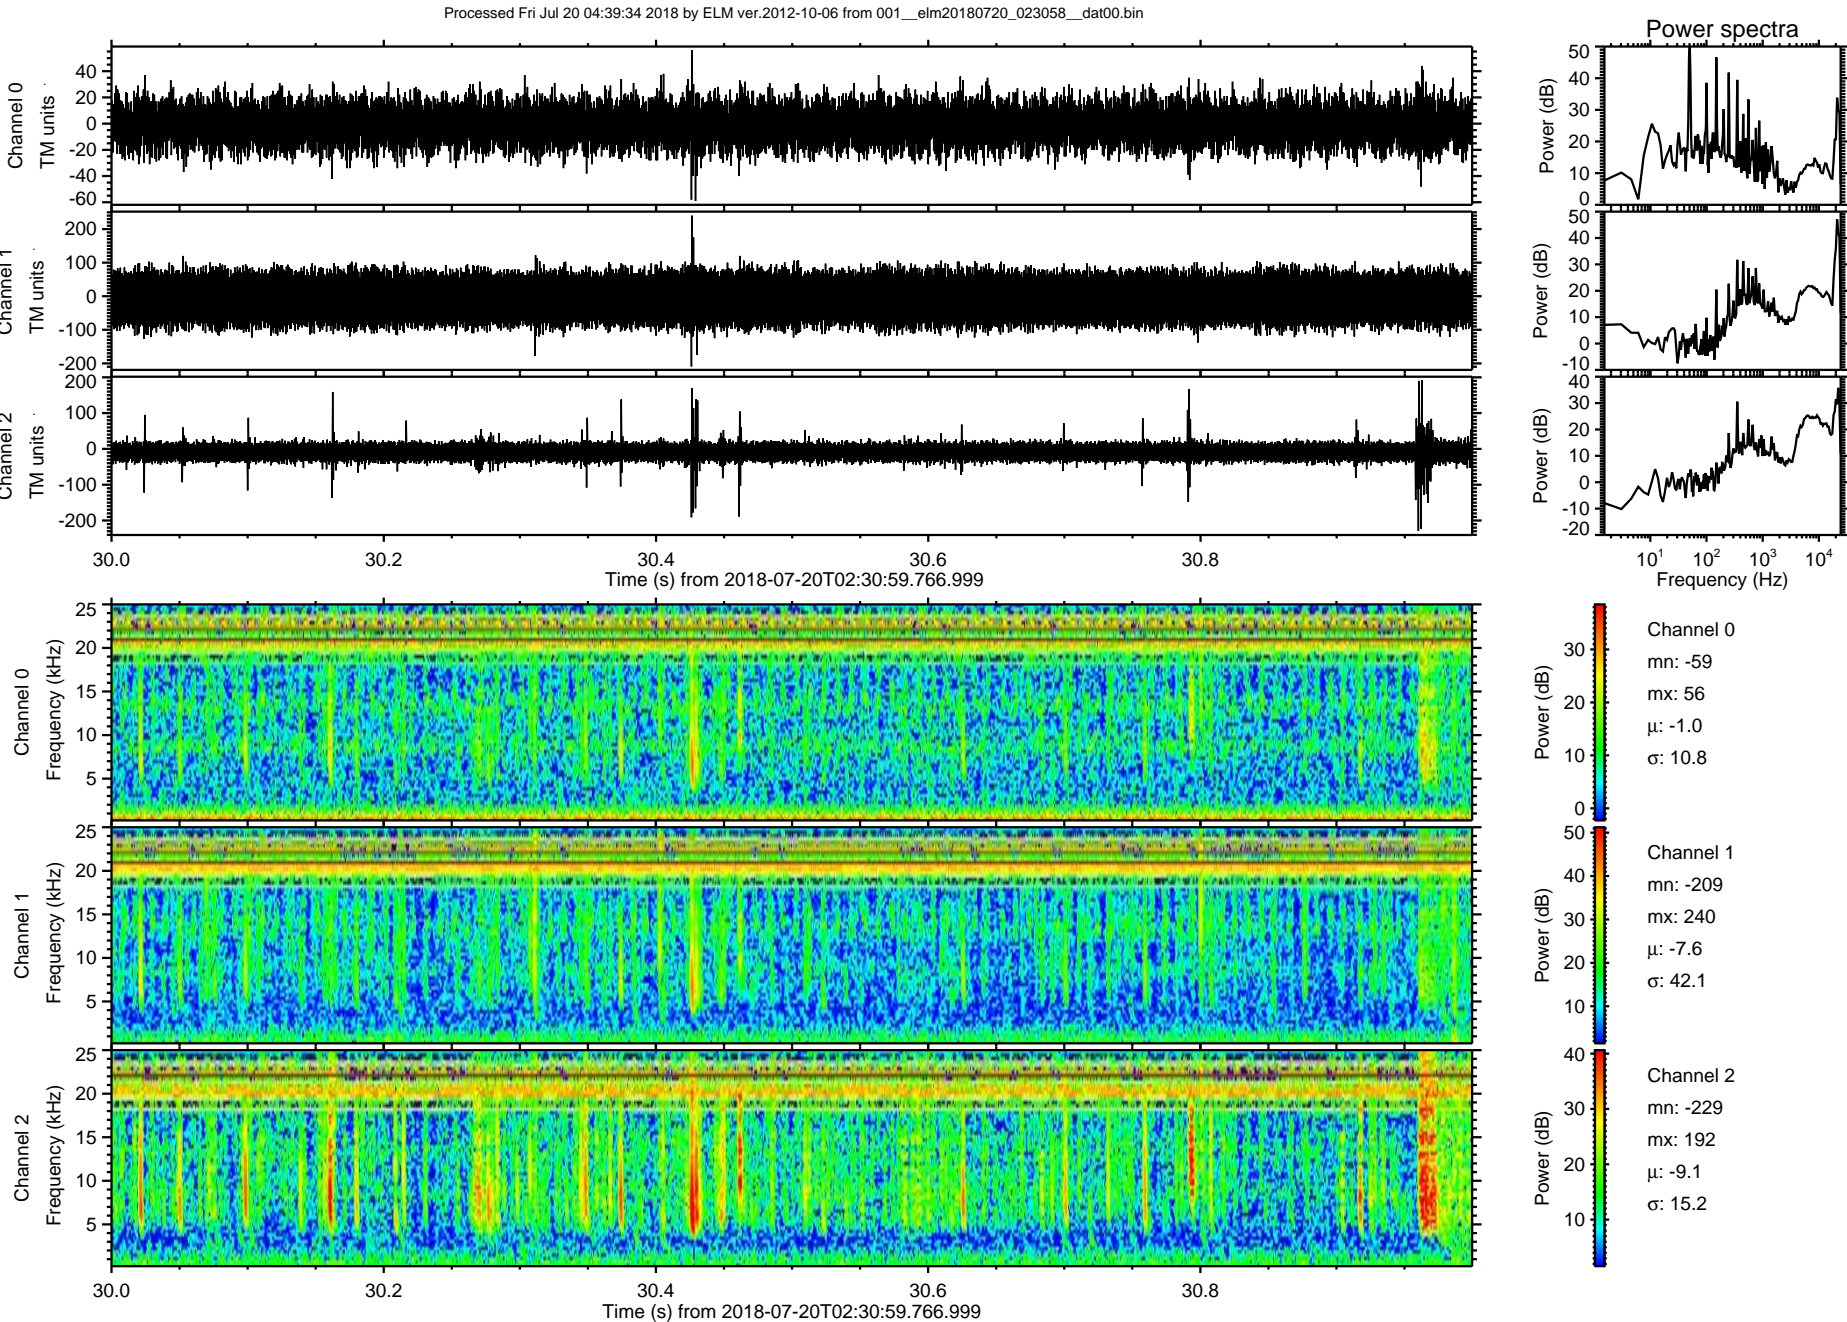 Processed Fri Jul 20 04:39:34 2018 by ELM ver.2012-10-06 from 001__elm20180720_023058__dat00.bin
Power spectra
Channel 0
TM units
40
20
0
-20
-40
-60
Power (dB)
50
40
30
20
10
0
Channel 1
TM units
200
100
0
-100
-200
Power (dB)
50
40
30
20
10
0
-10
Channel 2
TM units
200
100
0
-100
-200
Power (dB)
40
30
20
10
0
-10
-20
30.0 30.2 30.4 30.6 30.8
Time (s) from 2018-07-20T02:30:59.766.999
10¹ 10² 10³ 10⁴
Frequency (Hz)
Channel 0
Frequency (kHz)
25
20
15
10
5
Power (dB)
30
20
10
0
Channel 0
mn: -59
mx: 56
μ: -1.0
σ: 10.8
Channel 1
Frequency (kHz)
25
20
15
10
5
Power (dB)
50
40
30
20
10
Channel 1
mn: -209
mx: 240
μ: -7.6
σ: 42.1
Channel 2
Frequency (kHz)
25
20
15
10
5
Power (dB)
40
30
20
10
Channel 2
mn: -229
mx: 192
μ: -9.1
σ: 15.2
30.0 30.2 30.4 30.6 30.8
Time (s) from 2018-07-20T02:30:59.766.999